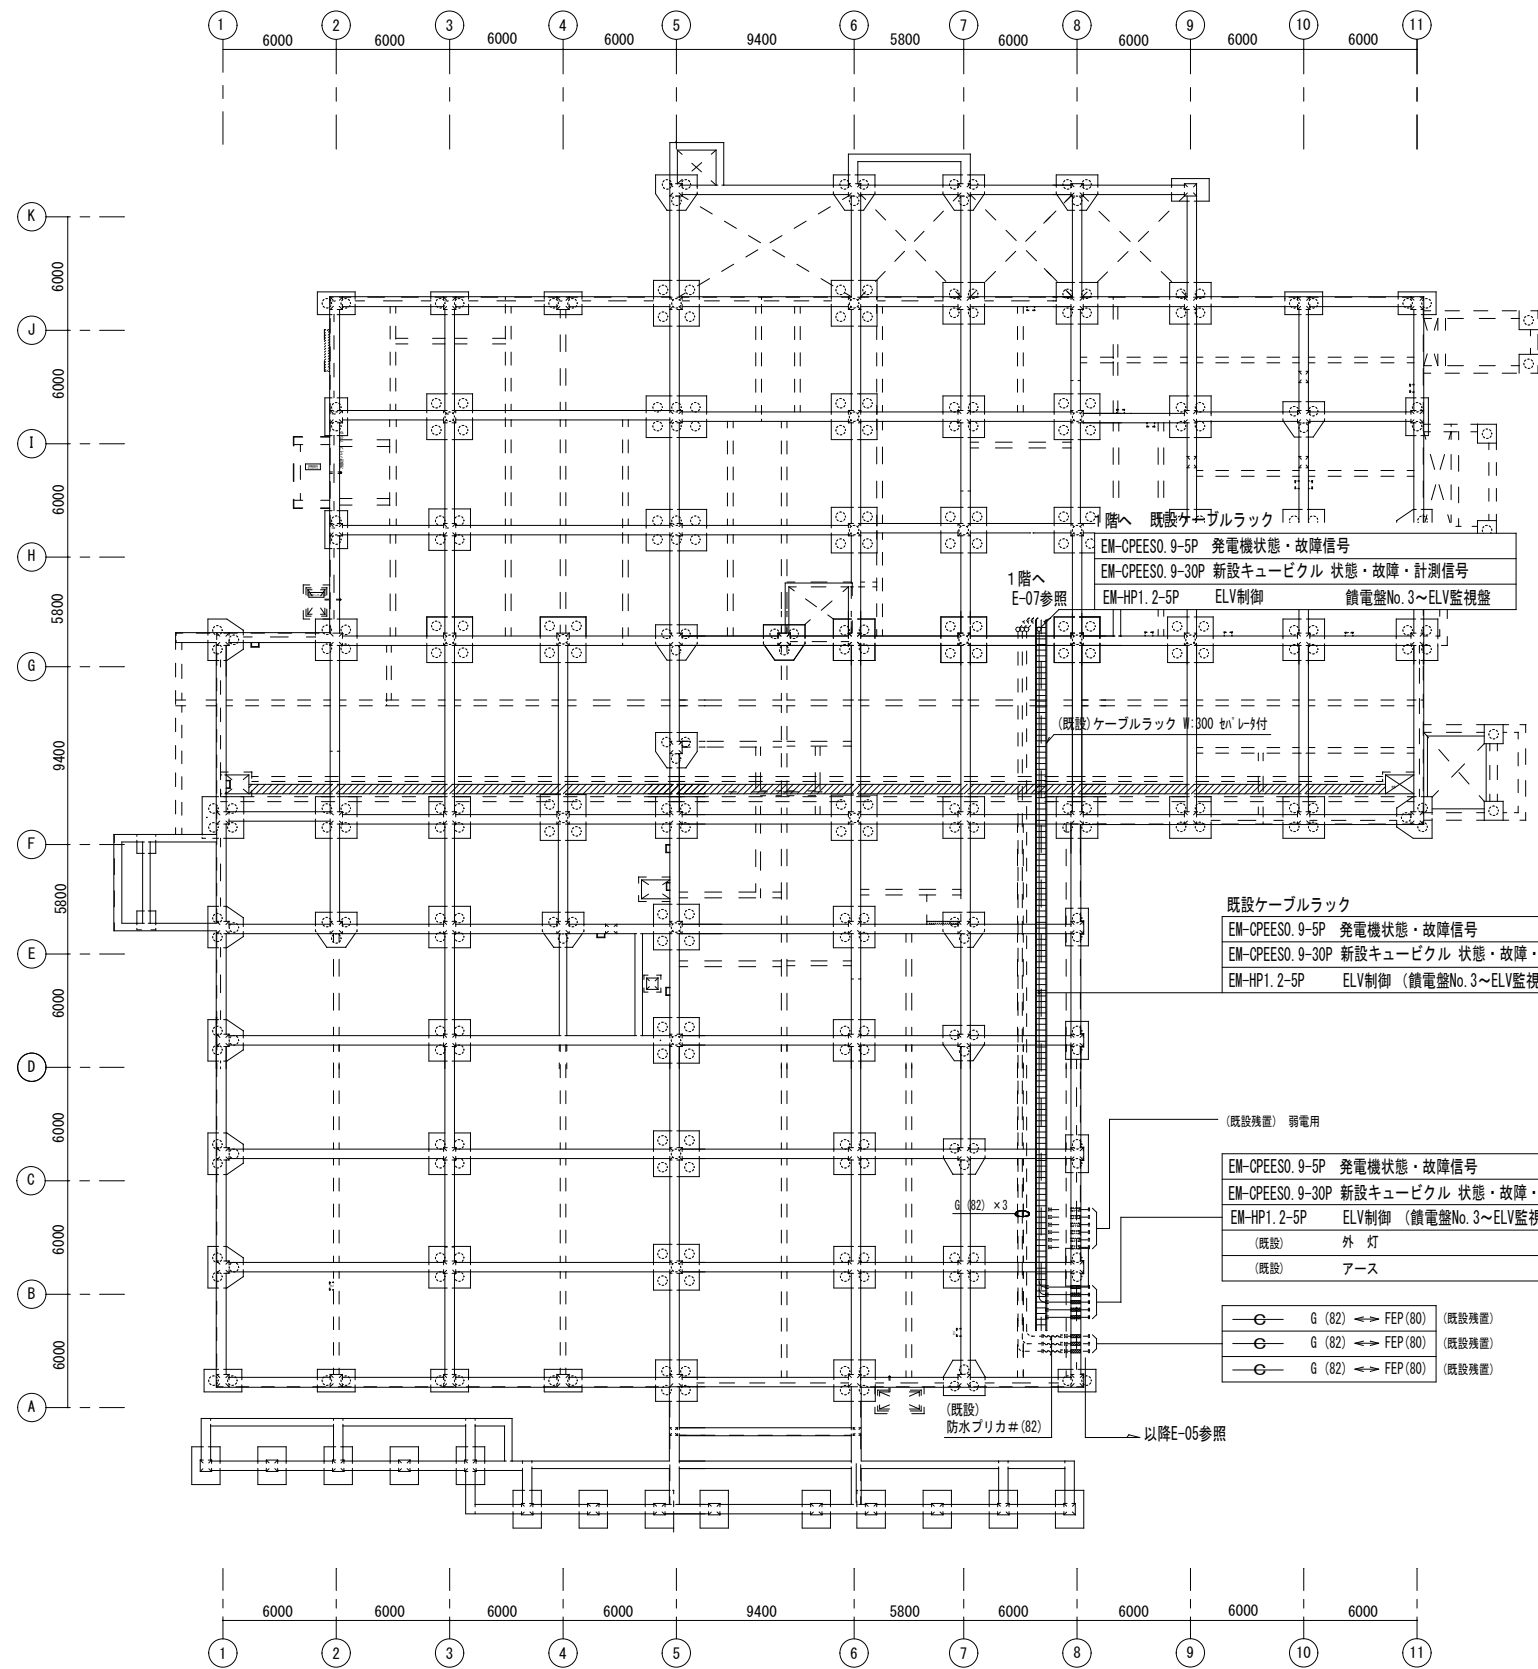 1 2 3 4 5 6 7 8 9 10 11
6000 6000 6000 6000 9400 5800 6000 6000 6000 6000
K
6000
J
6000
I
6000
H
5800
G
9400
F
5800
E
6000
D
6000
C
6000
B
6000
A
1階へ 既設ケーブルラック
EM-CPEES0.9-5P 発電機状態・故障信号
EM-CPEES0.9-30P 新設キュービクル 状態・故障・計測信号
EM-HP1.2-5P ELV制御 饋電盤No.3～ELV監視盤
1階へ
E-07参照
(既設)ケーブルラック W:300 ｾﾊﾟﾚｰﾀ付
既設ケーブルラック
EM-CPEES0.9-5P 発電機状態・故障信号
EM-CPEES0.9-30P 新設キュービクル 状態・故障・
EM-HP1.2-5P ELV制御 (饋電盤No.3～ELV監視
(既設残置) 弱電用
EM-CPEES0.9-5P 発電機状態・故障信号
EM-CPEES0.9-30P 新設キュービクル 状態・故障・
EM-HP1.2-5P ELV制御 (饋電盤No.3～ELV監視
(既設) 外 灯
(既設) アース
G (82) ×3
C G (82) <-> FEP(80) (既設残置)
C G (82) <-> FEP(80) (既設残置)
C G (82) <-> FEP(80) (既設残置)
(既設)
防水プリカ#(82)
以降E-05参照
6000 6000 6000 6000 9400 5800 6000 6000 6000 6000
1 2 3 4 5 6 7 8 9 10 11